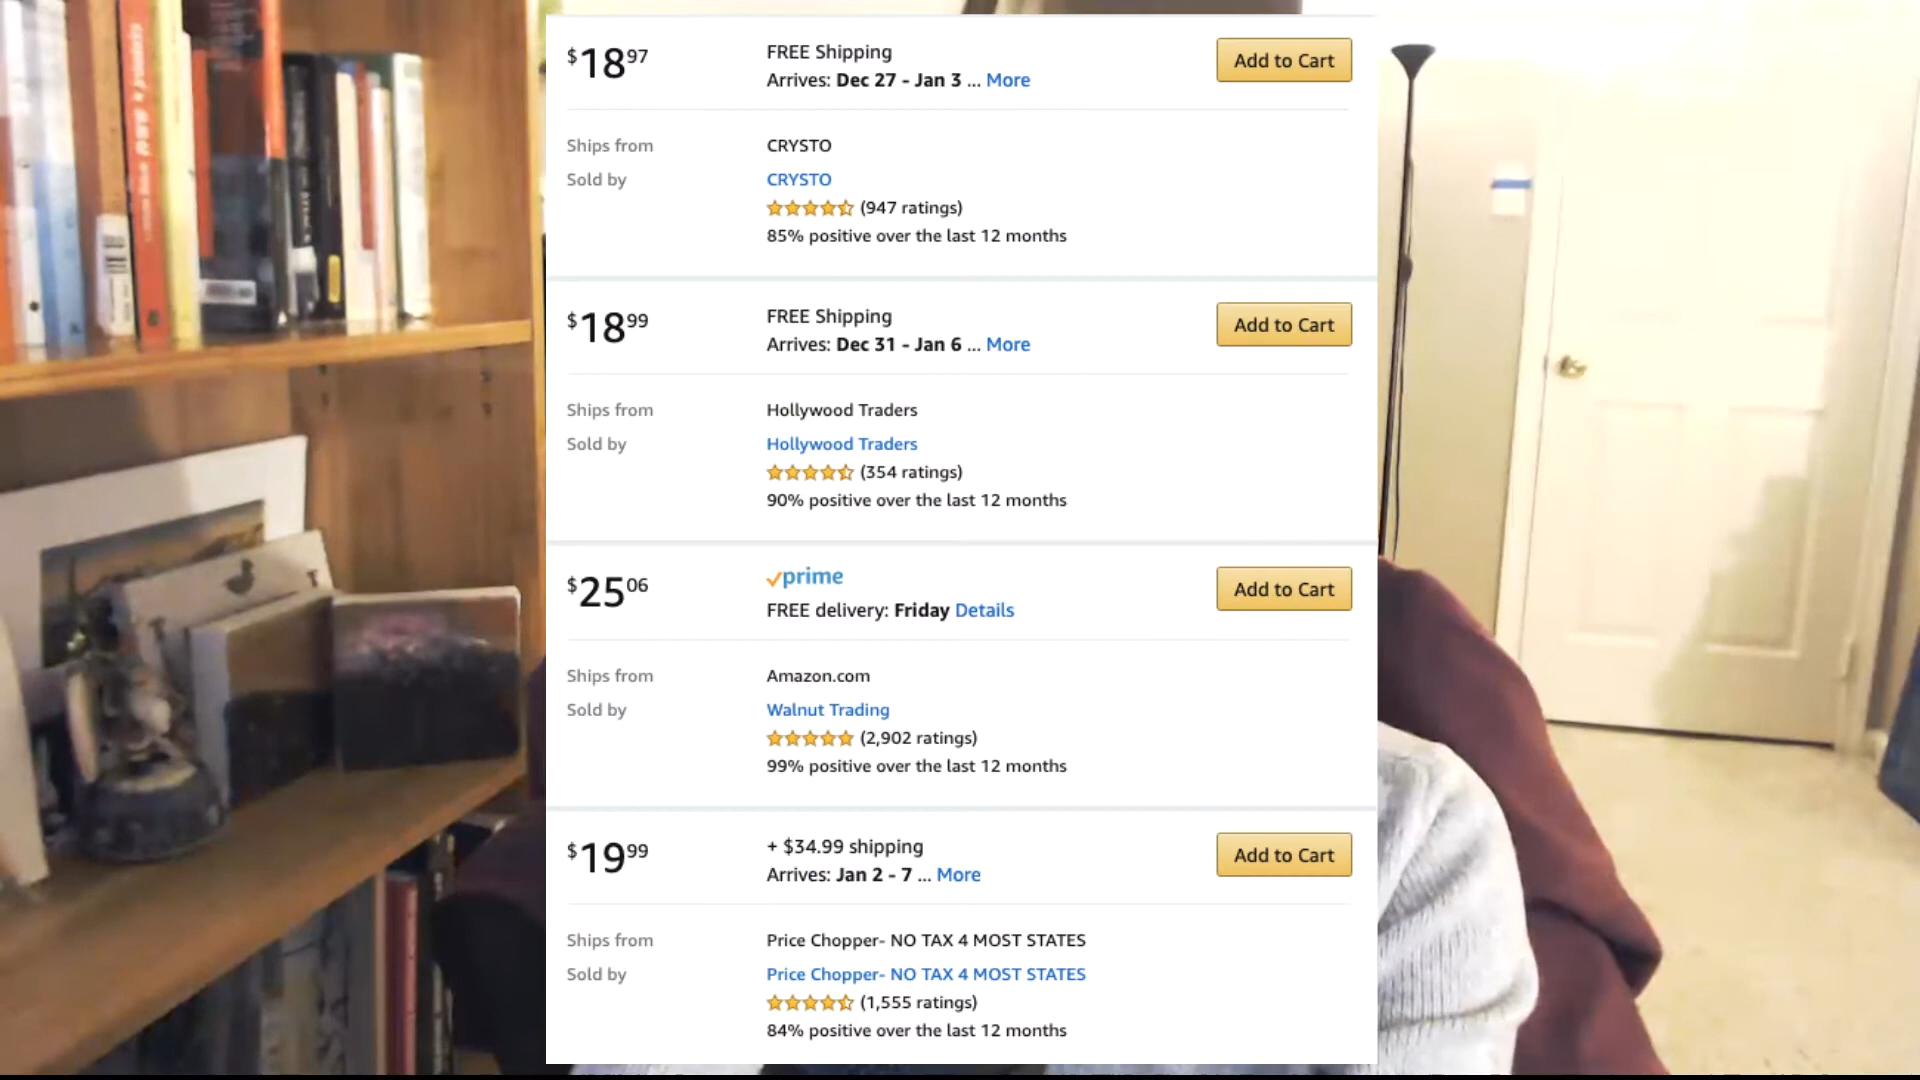 $18.97
FREE Shipping
Add to Cart
Arrives: Dec 27 - Jan 3 ... More
Ships from CRYSTO
Sold by CRYSTO
(947 ratings)
85% positive over the last 12 months
$18.99
FREE Shipping
Add to Cart
Arrives: Dec 31 - Jan 6 ... More
Ships from Hollywood Traders
Sold by Hollywood Traders
(354 ratings)
90% positive over the last 12 months
$25.06
prime
Add to Cart
FREE delivery: Friday Details
Ships from Amazon.com
Sold by Walnut Trading
(2,902 ratings)
99% positive over the last 12 months
$19.99
+ $34.99 shipping
Add to Cart
Arrives: Jan 2 - 7 ... More
Ships from Price Chopper- NO TAX 4 MOST STATES
Sold by Price Chopper- NO TAX 4 MOST STATES
(1,555 ratings)
84% positive over the last 12 months